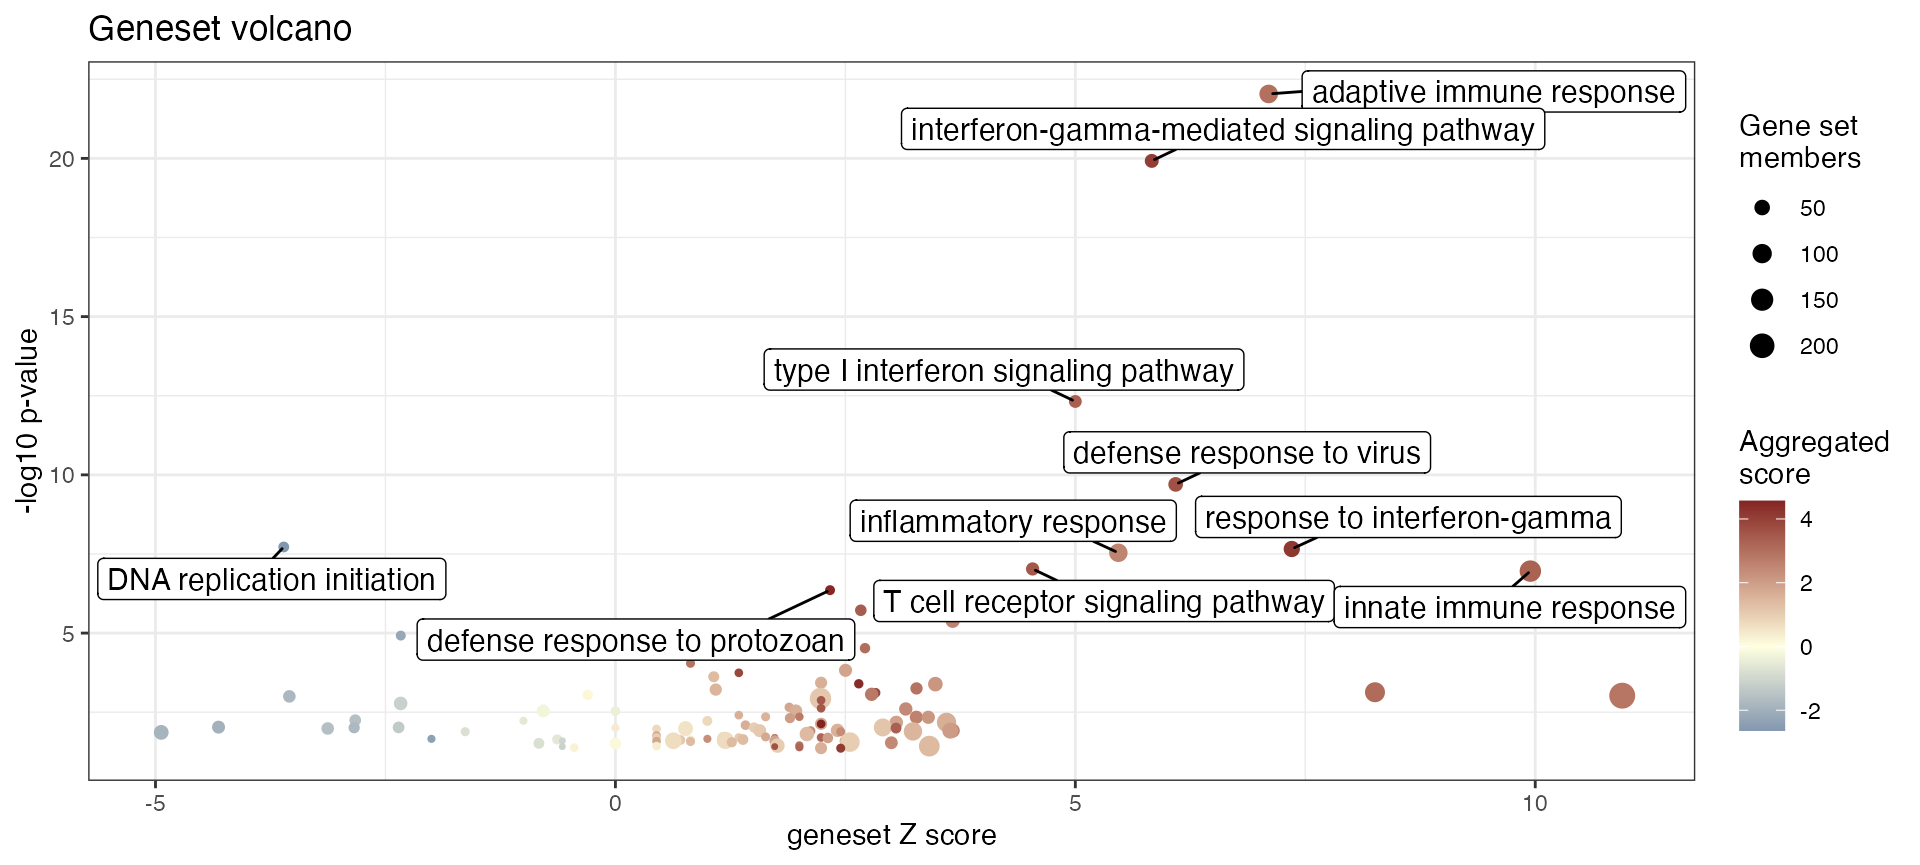 Geneset volcano
adaptive immune response
interferon-gamma-mediated signaling pathway
type I interferon signaling pathway
defense response to virus
response to interferon-gamma
inflammatory response
DNA replication initiation
T cell receptor signaling pathway
innate immune response
defense response to protozoan
-log10 p-value
20
15
10
5
-5
0
5
10
geneset Z score
Gene set
members
50
100
150
200
Aggregated
score
4
2
0
-2